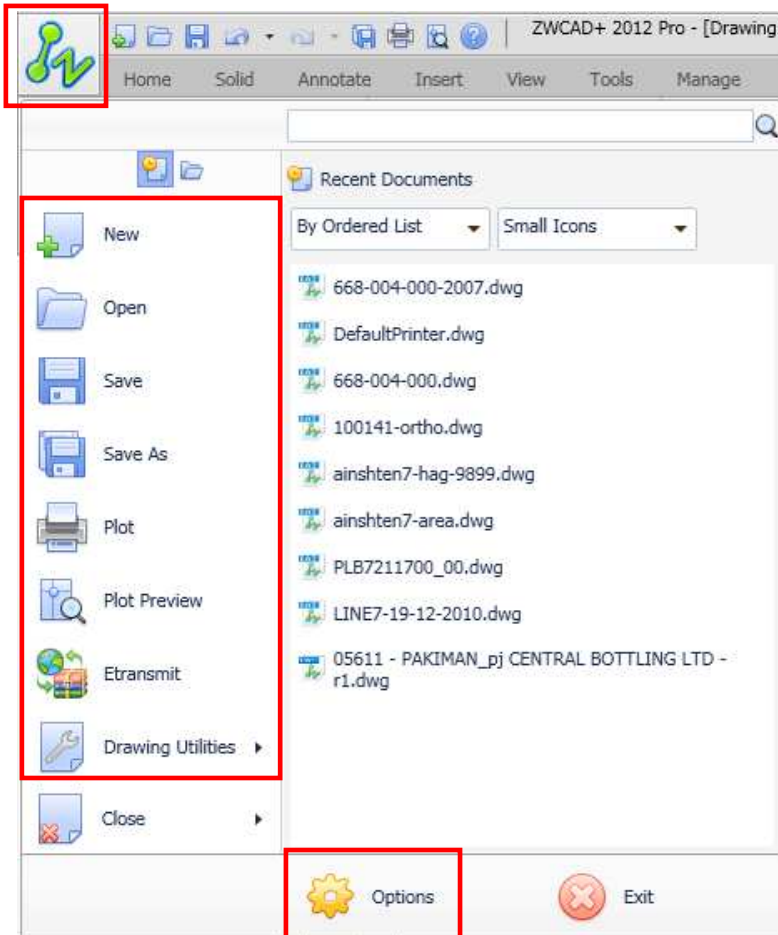 ZWCAD+ 2012 Pro - [Drawing
Home Solid Annotate Insert View Tools Manage
Recent Documents
By Ordered List Small Icons
New
Open
Save
Save As
Plot
Plot Preview
Etransmit
Drawing Utilities
Close
668-004-000-2007.dwg
DefaultPrinter.dwg
668-004-000.dwg
100141-ortho.dwg
ainshten7-hag-9899.dwg
ainshten7-area.dwg
PLB7211700_00.dwg
LINE7-19-12-2010.dwg
05611 - PAKIMAN_pj CENTRAL BOTTLING LTD -
r1.dwg
Options Exit